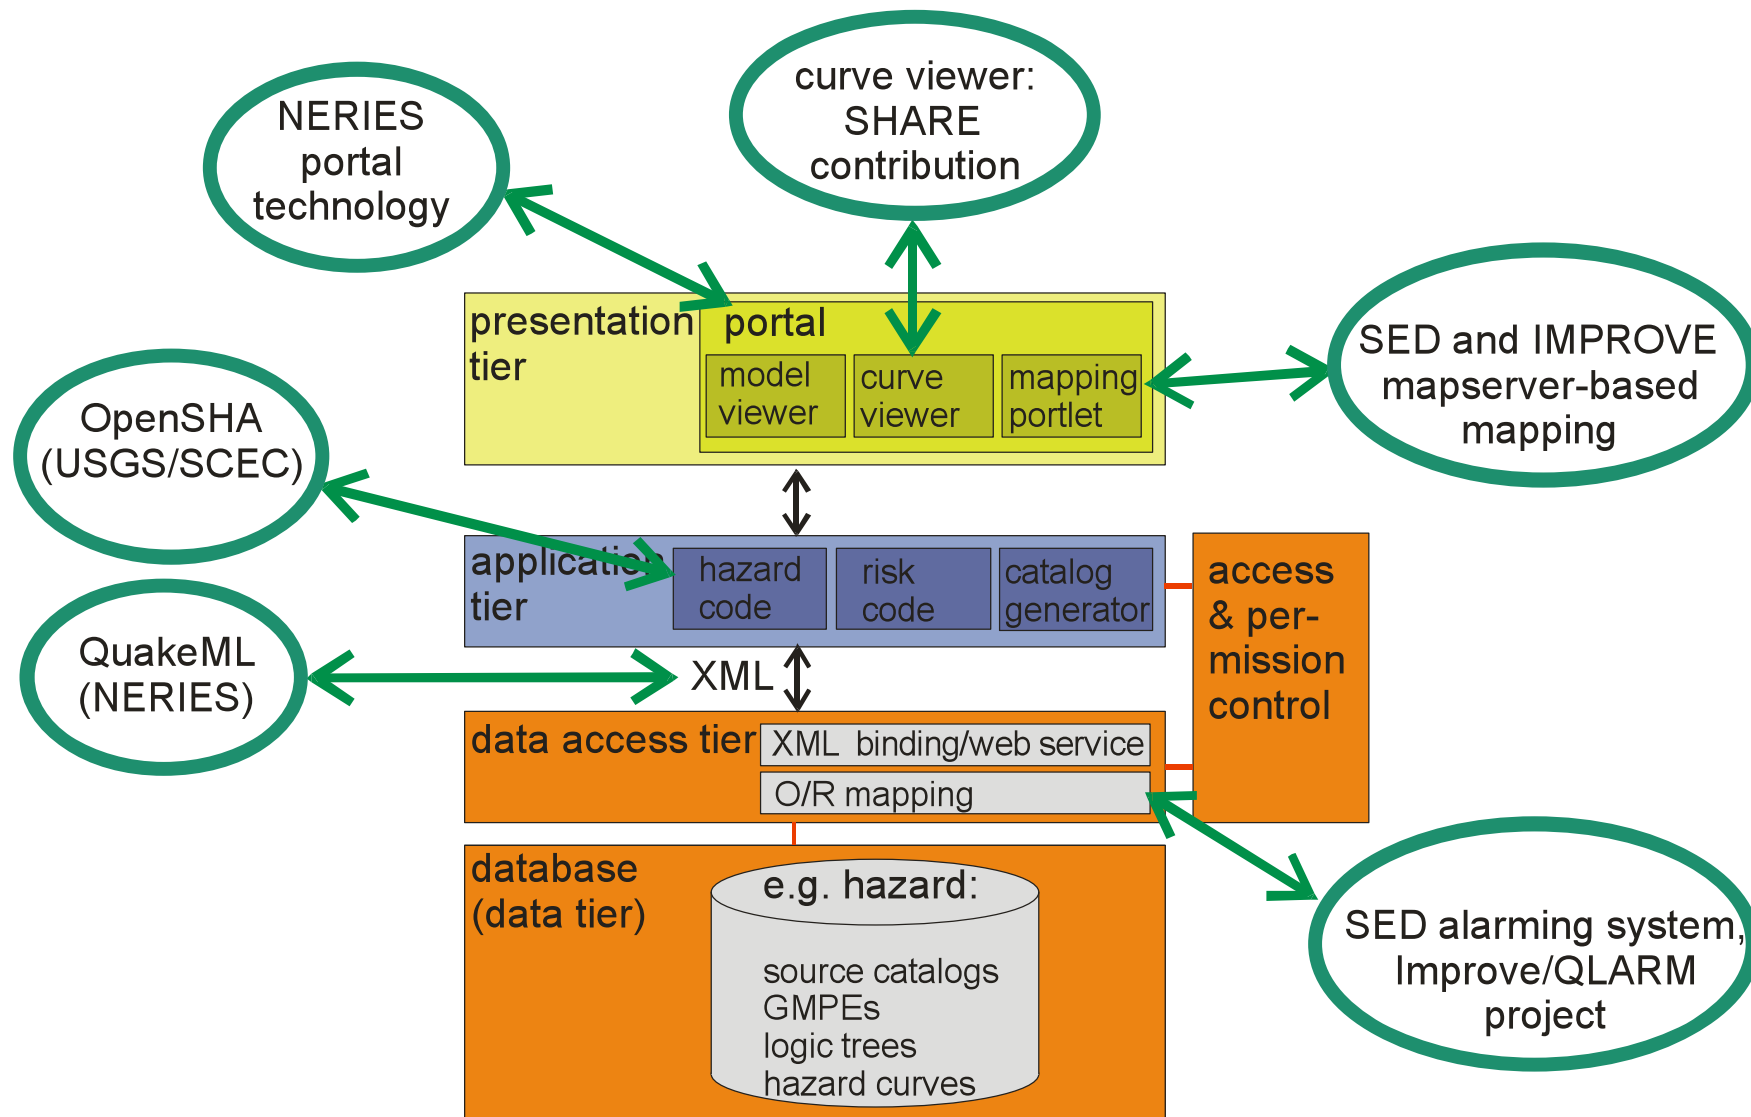 NERIES
portal
technology
curve viewer:
SHARE
contribution
SED and IMPROVE
mapserver-based
mapping
OpenSHA
(USGS/SCEC)
QuakeML
(NERIES)
presentation
tier
portal
model
viewer
curve
viewer
mapping
portlet
application
tier
hazard
code
risk
code
catalog
generator
access
& per-
mission
control
XML
data access tier
XML binding/web service
O/R mapping
database
(data tier)
e.g. hazard:
source catalogs
GMPEs
logic trees
hazard curves
SED alarming system,
Improve/QLARM
project